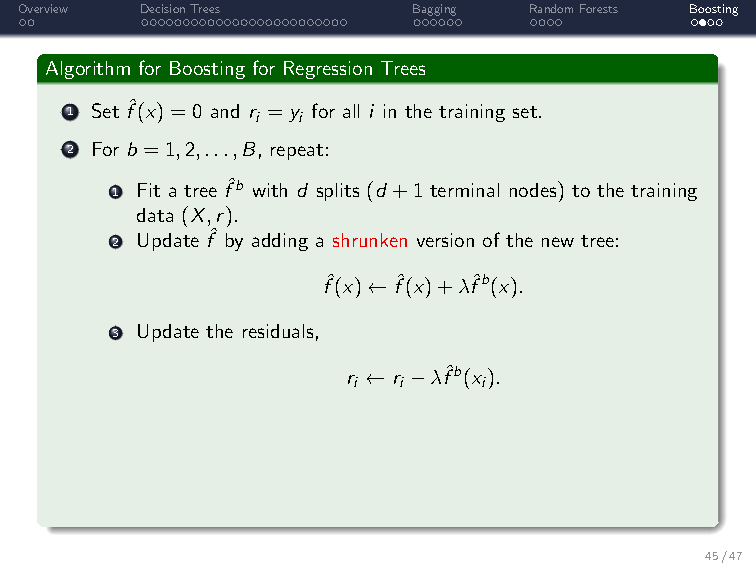 Overview Decision Trees Bagging Random Forests Boosting
Algorithm for Boosting for Regression Trees
1 Set f̂(x) = 0 and rᵢ = yᵢ for all i in the training set.
2 For b = 1, 2, . . . , B, repeat:
1 Fit a tree f̂ᵇ with d splits (d + 1 terminal nodes) to the training
data (X, r).
2 Update f̂ by adding a shrunken version of the new tree:
f̂(x) ← f̂(x) + λf̂ᵇ(x).
3 Update the residuals,
rᵢ ← rᵢ − λf̂ᵇ(xᵢ).
45 / 47